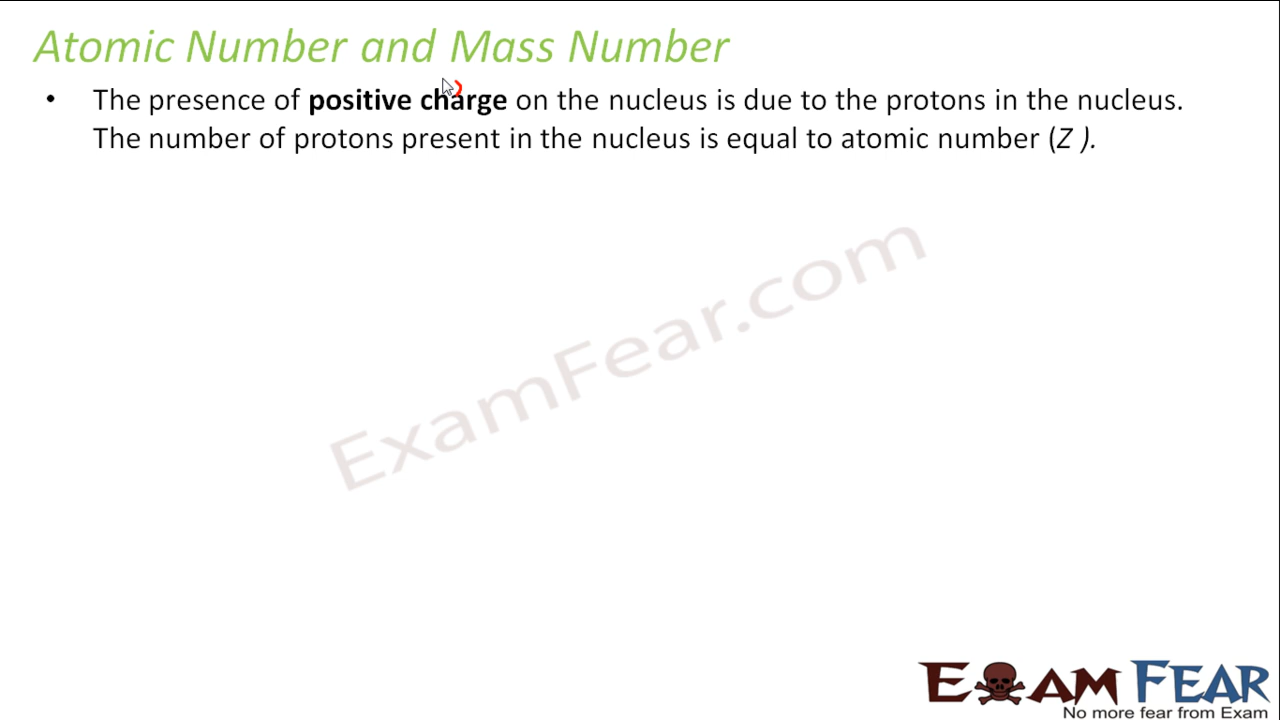 Atomic Number and Mass Number
• The presence of positive charge on the nucleus is due to the protons in the nucleus.
The number of protons present in the nucleus is equal to atomic number (Z ).
ExamFear.com
EXAM FEAR
No more fear from Exam